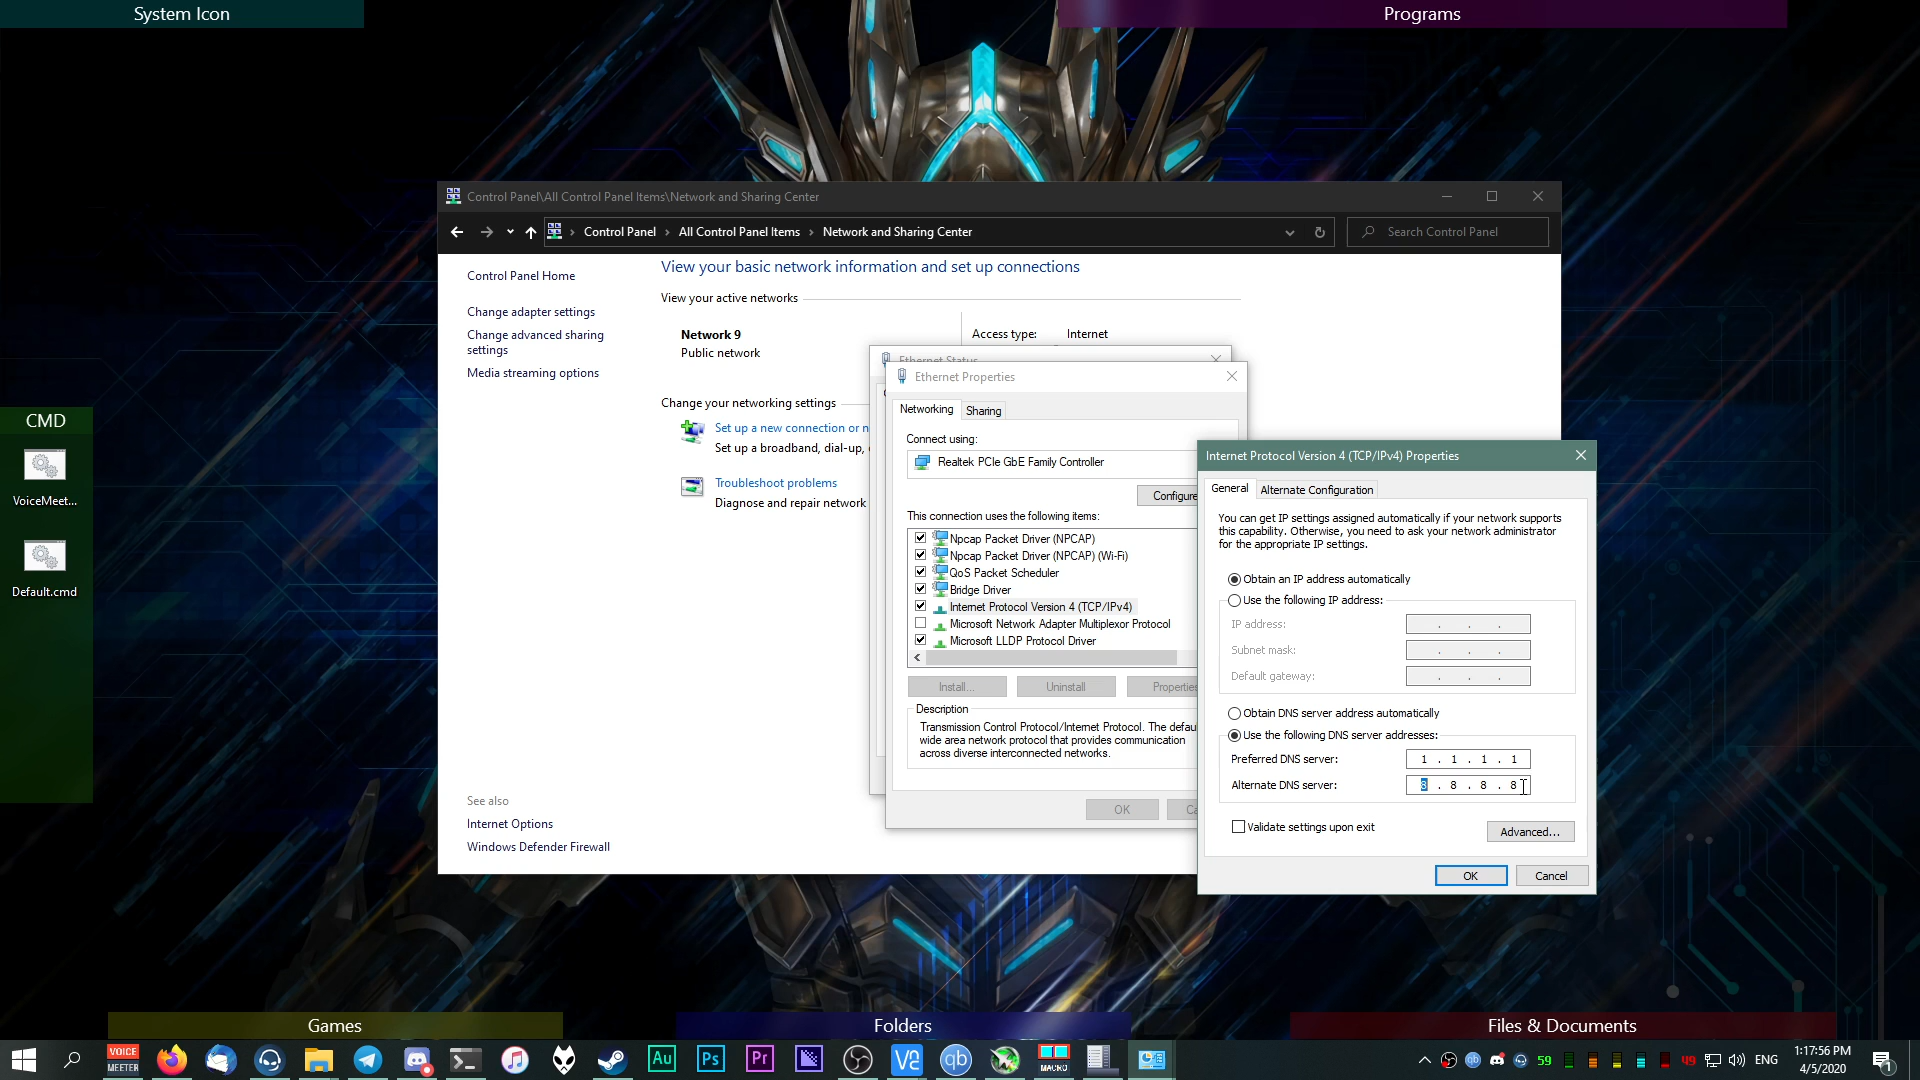 System Icon
Programs
Control Panel\All Control Panel Items\Network and Sharing Center
Control Panel
All Control Panel Items
Network and Sharing Center
Search Control Panel
Control Panel Home
Change adapter settings
Change advanced sharing
settings
Media streaming options
See also
Internet Options
Windows Defender Firewall
View your basic network information and set up connections
View your active networks
Network 9
Public network
Access type:
Internet
Change your networking settings
Set up a new connection or n
Set up a broadband, dial-up,
Troubleshoot problems
Diagnose and repair network
Ethernet Status
Ethernet Properties
Networking
Sharing
Connect using:
Realtek PCIe GbE Family Controller
Configure
This connection uses the following items:
Npcap Packet Driver (NPCAP)
Npcap Packet Driver (NPCAP) (Wi-Fi)
QoS Packet Scheduler
Bridge Driver
Internet Protocol Version 4 (TCP/IPv4)
Microsoft Network Adapter Multiplexor Protocol
Microsoft LLDP Protocol Driver
Install...
Uninstall
Properties
Description
Transmission Control Protocol/Internet Protocol. The defau
wide area network protocol that provides communication
across diverse interconnected networks.
OK
Ca
Internet Protocol Version 4 (TCP/IPv4) Properties
General
Alternate Configuration
You can get IP settings assigned automatically if your network supports
this capability. Otherwise, you need to ask your network administrator
for the appropriate IP settings.
Obtain an IP address automatically
Use the following IP address:
IP address:
Subnet mask:
Default gateway:
Obtain DNS server address automatically
Use the following DNS server addresses:
Preferred DNS server:
1 . 1 . 1 . 1
Alternate DNS server:
8 . 8 . 8 . 8
Validate settings upon exit
Advanced...
OK
Cancel
CMD
VoiceMeet...
Default.cmd
Games
Folders
Files & Documents
VOICE
MEETER
Au
Ps
Pr
qb
MACRO
59
49
ENG
1:17:56 PM
4/5/2020
1